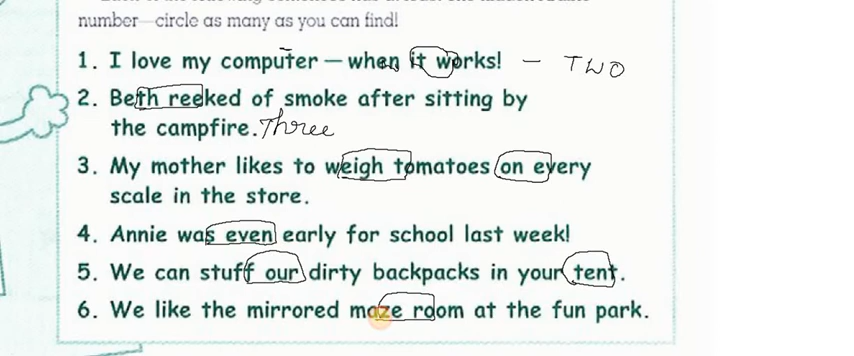 number—circle as many as you can find!
1. I love my computer — when it works! – TWO
2. Beth reeked of smoke after sitting by
the campfire. Three
3. My mother likes to weigh tomatoes on every
scale in the store.
4. Annie was even early for school last week!
5. We can stuff our dirty backpacks in your tent.
6. We like the mirrored maze room at the fun park.